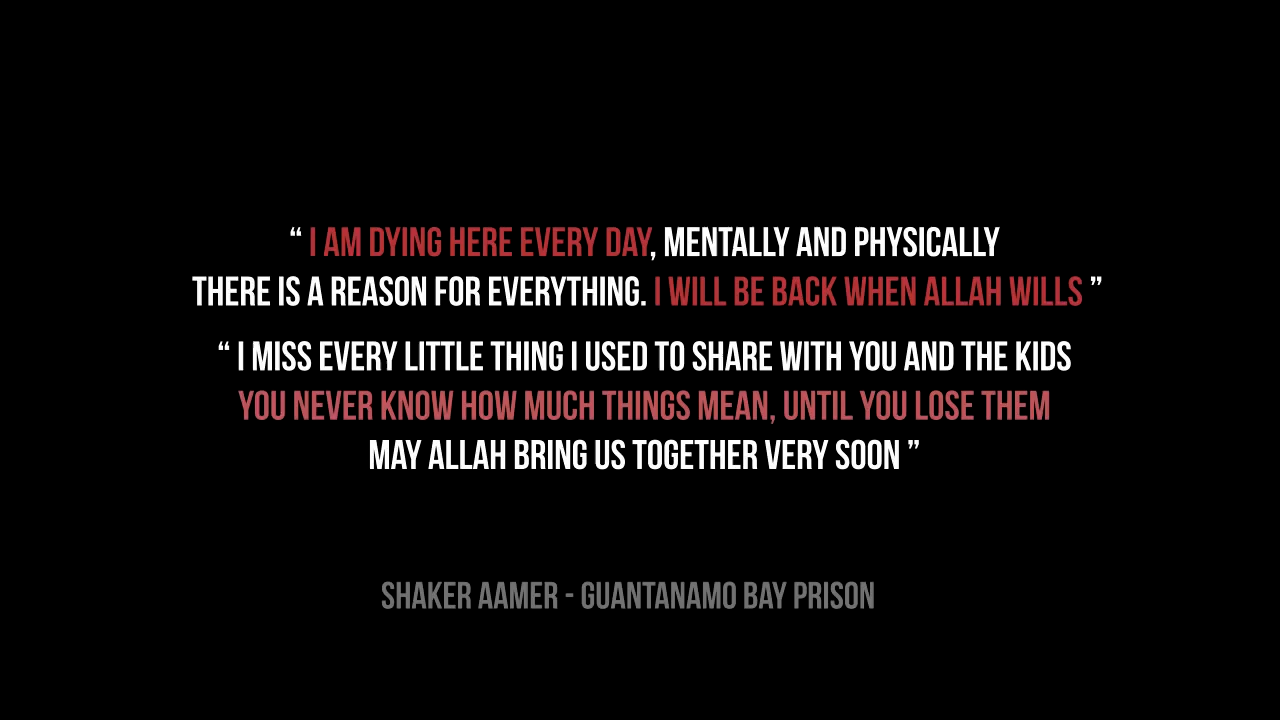 “ I AM DYING HERE EVERY DAY, MENTALLY AND PHYSICALLY
THERE IS A REASON FOR EVERYTHING. I WILL BE BACK WHEN ALLAH WILLS ”
“ I MISS EVERY LITTLE THING I USED TO SHARE WITH YOU AND THE KIDS
YOU NEVER KNOW HOW MUCH THINGS MEAN, UNTIL YOU LOSE THEM
MAY ALLAH BRING US TOGETHER VERY SOON ”
SHAKER AAMER - GUANTANAMO BAY PRISON